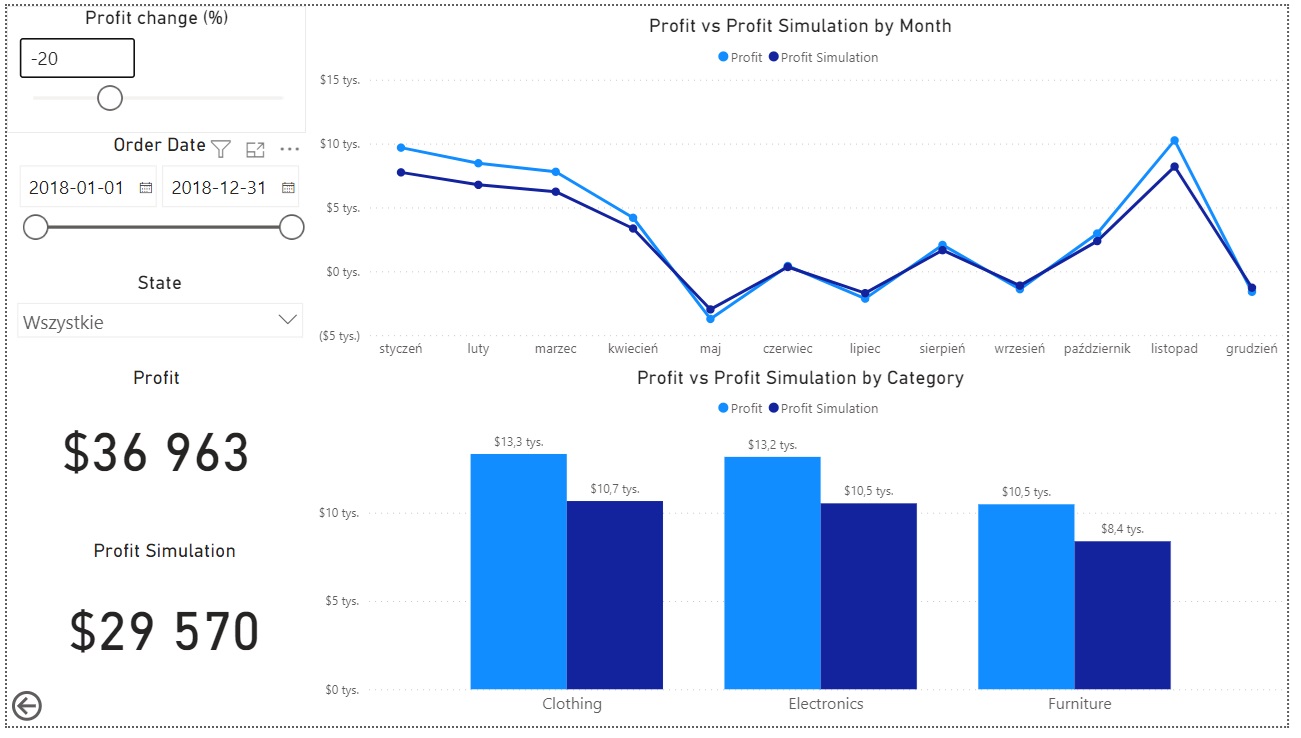 Profit change (%)
-20
Order Date
2018-01-01
2018-12-31
State
Wszystkie
Profit
$36 963
Profit Simulation
$29 570
Profit vs Profit Simulation by Month
Profit
Profit Simulation
$15 tys.
$10 tys.
$5 tys.
$0 tys.
($5 tys.)
styczeń
luty
marzec
kwiecień
maj
czerwiec
lipiec
sierpień
wrzesień
październik
listopad
grudzień
Profit vs Profit Simulation by Category
Profit
Profit Simulation
$10 tys.
$5 tys.
$0 tys.
$13,3 tys.
$10,7 tys.
$13,2 tys.
$10,5 tys.
$10,5 tys.
$8,4 tys.
Clothing
Electronics
Furniture